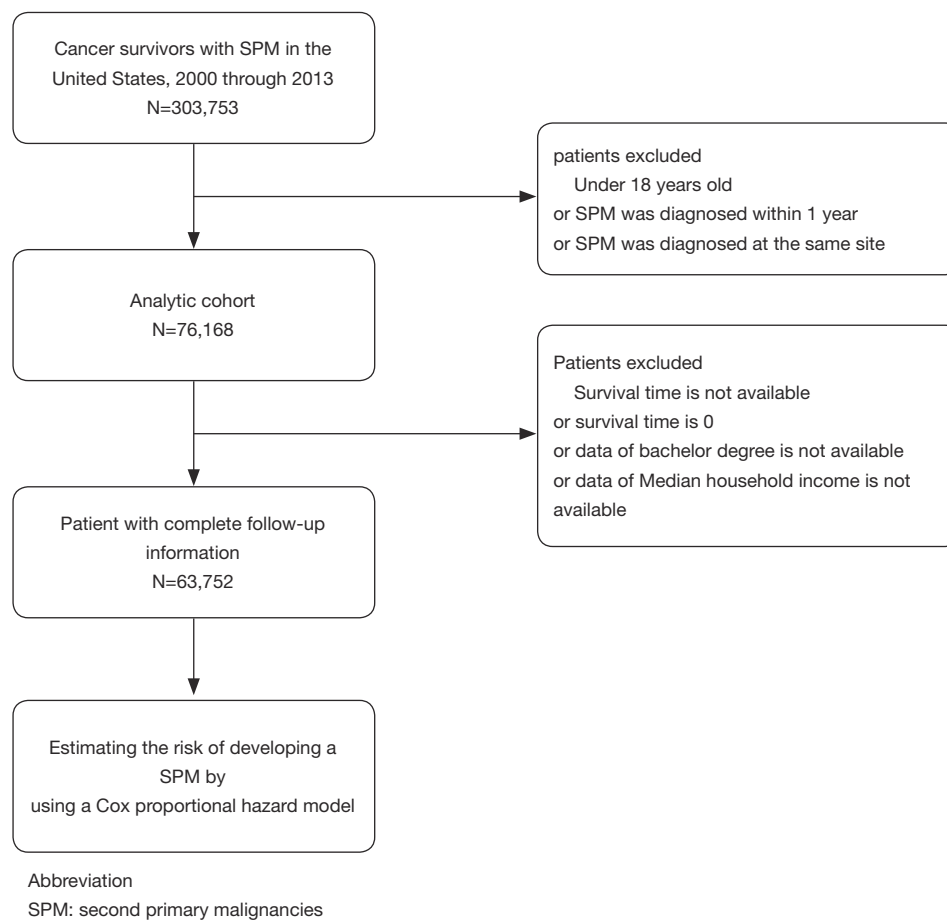 Cancer survivors with SPM in the
United States, 2000 through 2013
N=303,753
patients excluded
Under 18 years old
or SPM was diagnosed within 1 year
or SPM was diagnosed at the same site
Analytic cohort
N=76,168
Patients excluded
Survival time is not available
or survival time is 0
or data of bachelor degree is not available
or data of Median household income is not
available
Patient with complete follow-up
information
N=63,752
Estimating the risk of developing a
SPM by
using a Cox proportional hazard model
Abbreviation
SPM: second primary malignancies